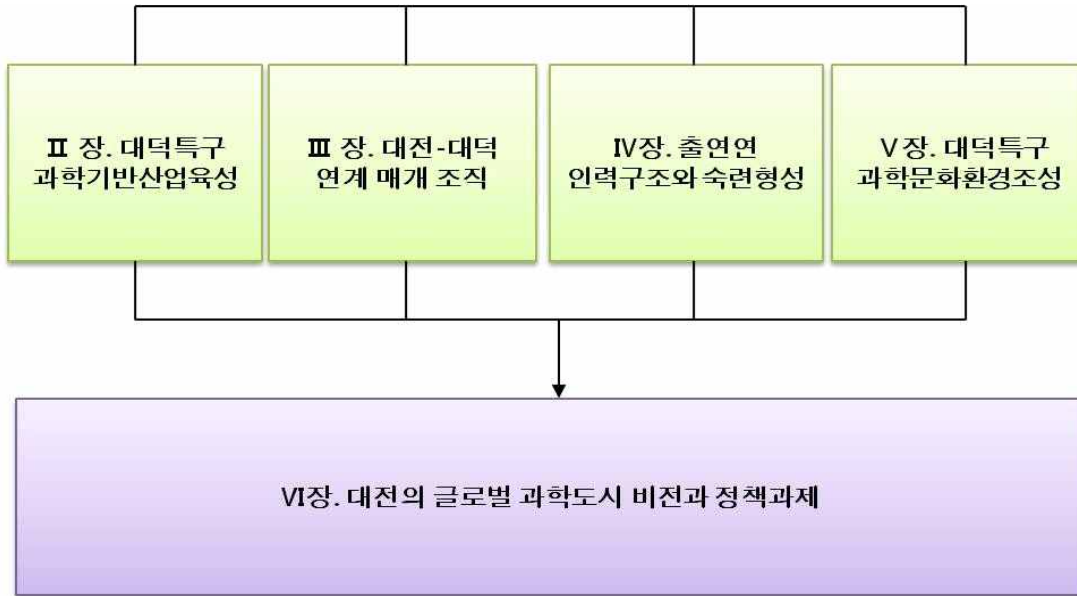 Ⅱ 장. 대덕특구
과학기반산업육성
Ⅲ 장. 대전-대덕
연계 매개 조직
Ⅳ장. 출연연
인력구조와 숙련형성
Ⅴ장. 대덕특구
과학문화환경조성
Ⅵ장. 대전의 글로벌 과학도시 비전과 정책과제